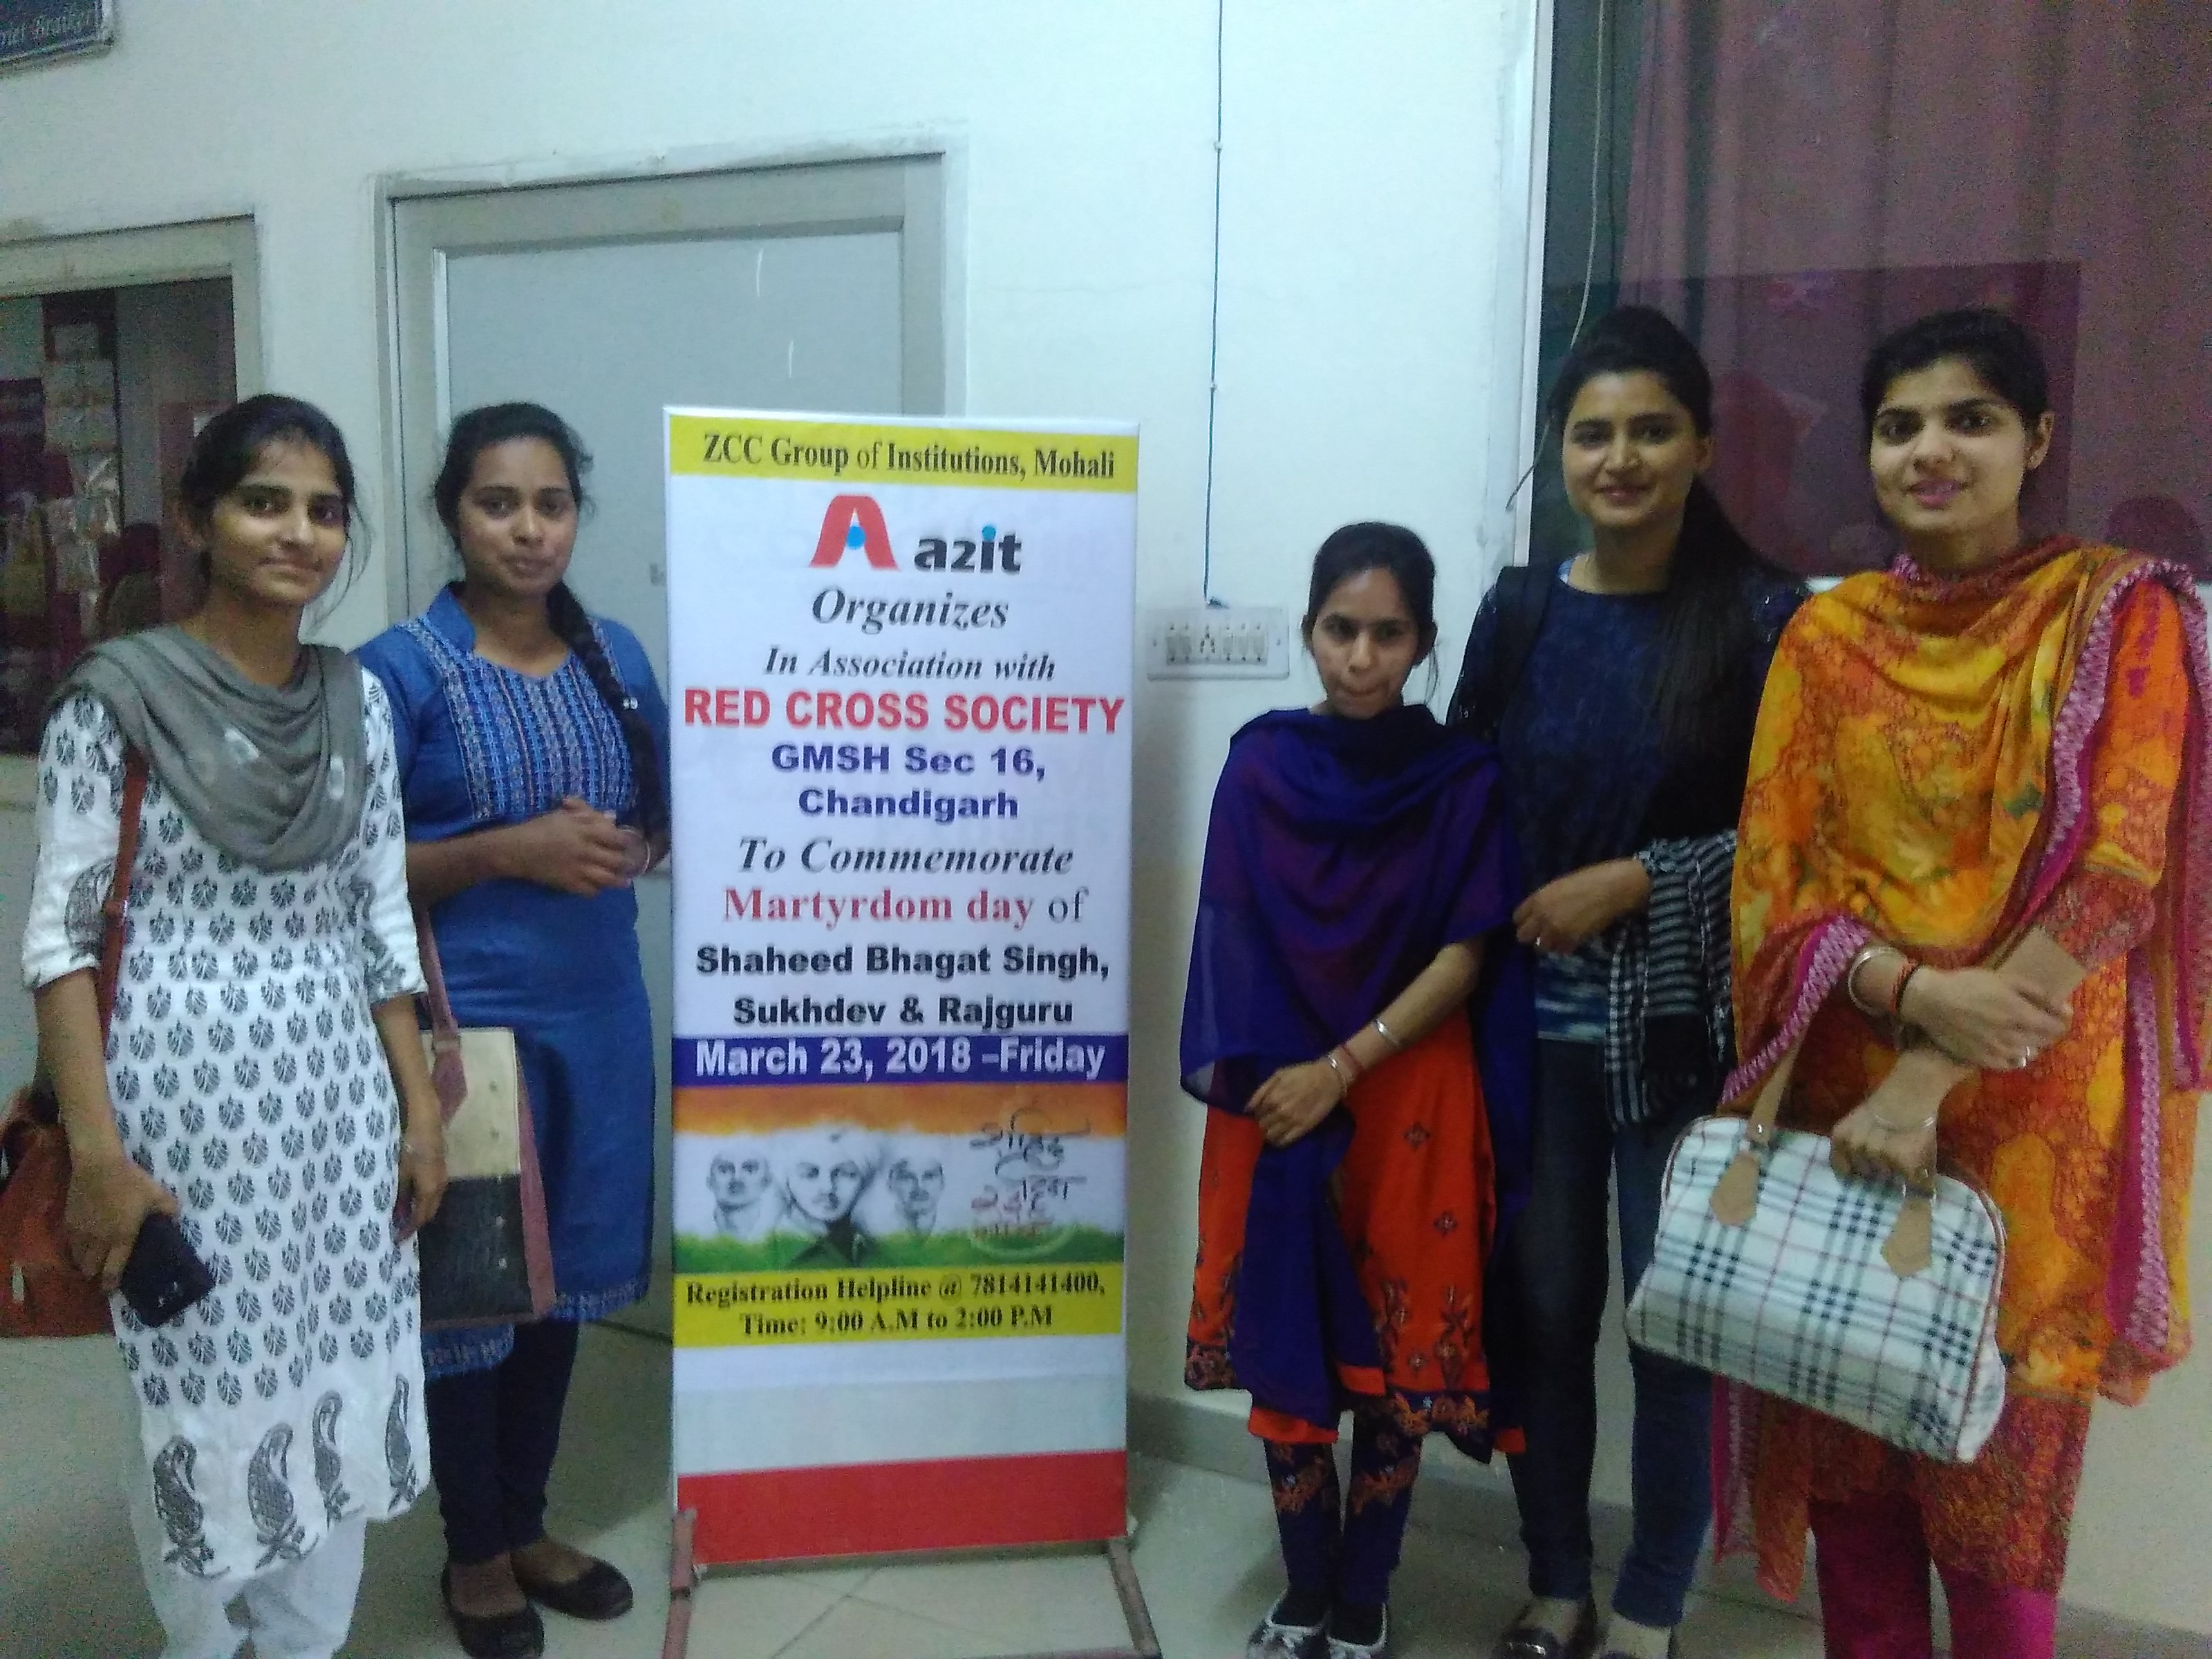 ZCC Group of Institutions, Mohali
A a2it
Organizes
In Association with
RED CROSS SOCIETY
GMSH Sec 16,
Chandigarh
To Commemorate
Martyrdom day of
Shaheed Bhagat Singh,
Sukhdev & Rajguru
March 23, 2018 –Friday
Registration Helpline @ 7814141400,
Time: 9:00 A.M to 2:00 P.M